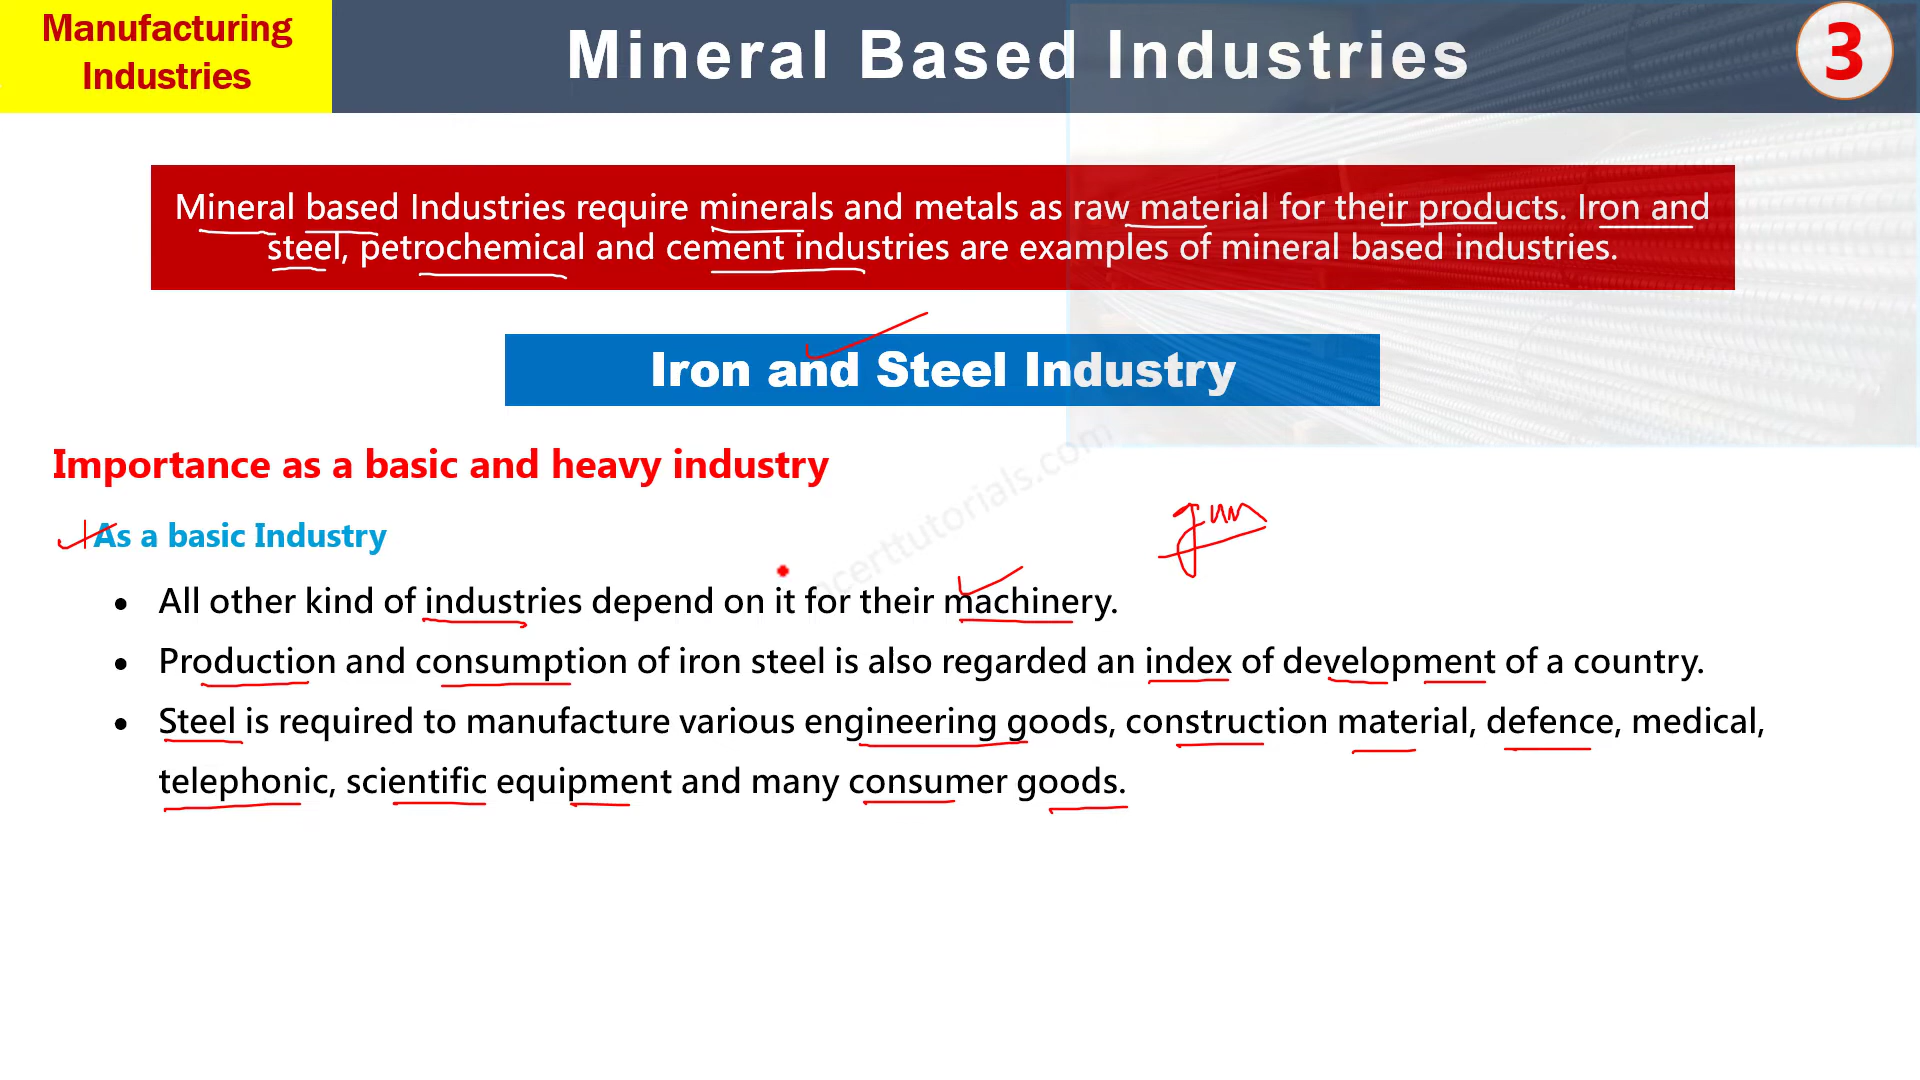 Manufacturing
Industries
Mineral Based Industries
3
Mineral based Industries require minerals and metals as raw material for their products. Iron and
steel, petrochemical and cement industries are examples of mineral based industries.
Iron and Steel Industry
Importance as a basic and heavy industry
As a basic Industry
• All other kind of industries depend on it for their machinery.
• Production and consumption of iron steel is also regarded an index of development of a country.
• Steel is required to manufacture various engineering goods, construction material, defence, medical,
telephonic, scientific equipment and many consumer goods.
ncerttutorials.com